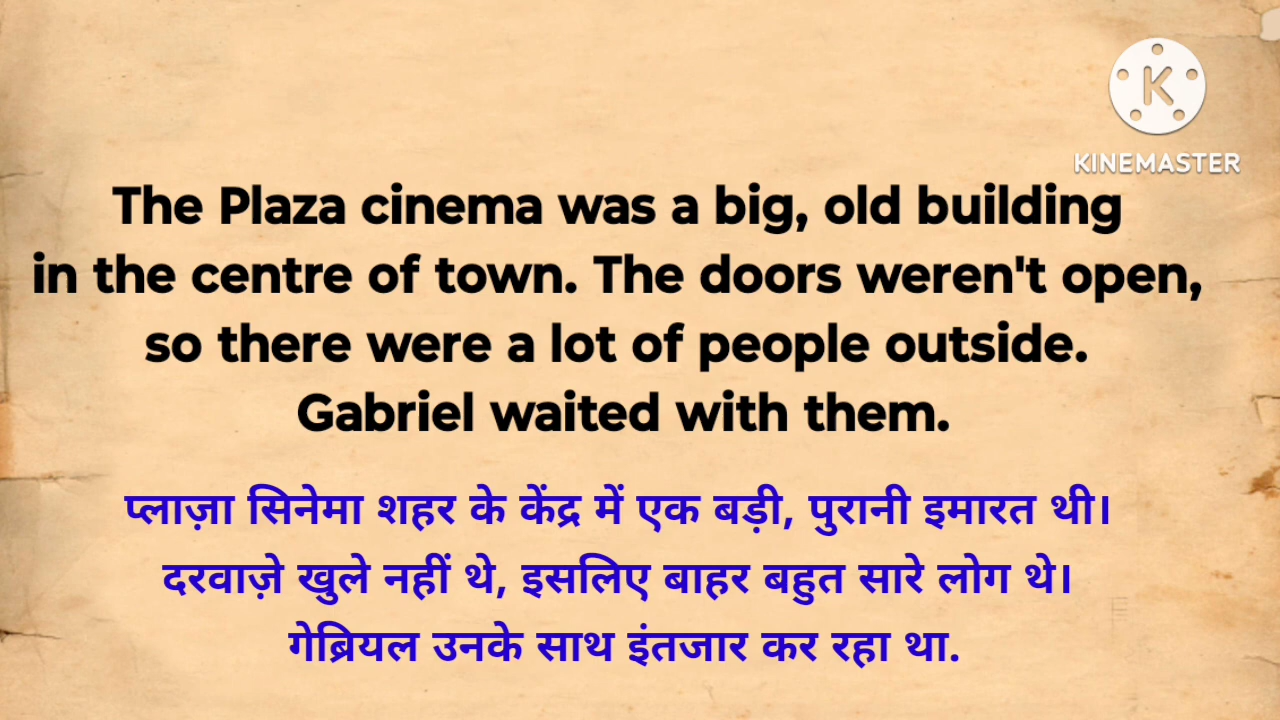 KINEMASTER
The Plaza cinema was a big, old building
in the centre of town. The doors weren't open,
so there were a lot of people outside.
Gabriel waited with them.
प्लाज़ा सिनेमा शहर के केंद्र में एक बड़ी, पुरानी इमारत थी।
दरवाज़े खुले नहीं थे, इसलिए बाहर बहुत सारे लोग थे।
गेब्रियल उनके साथ इंतजार कर रहा था.